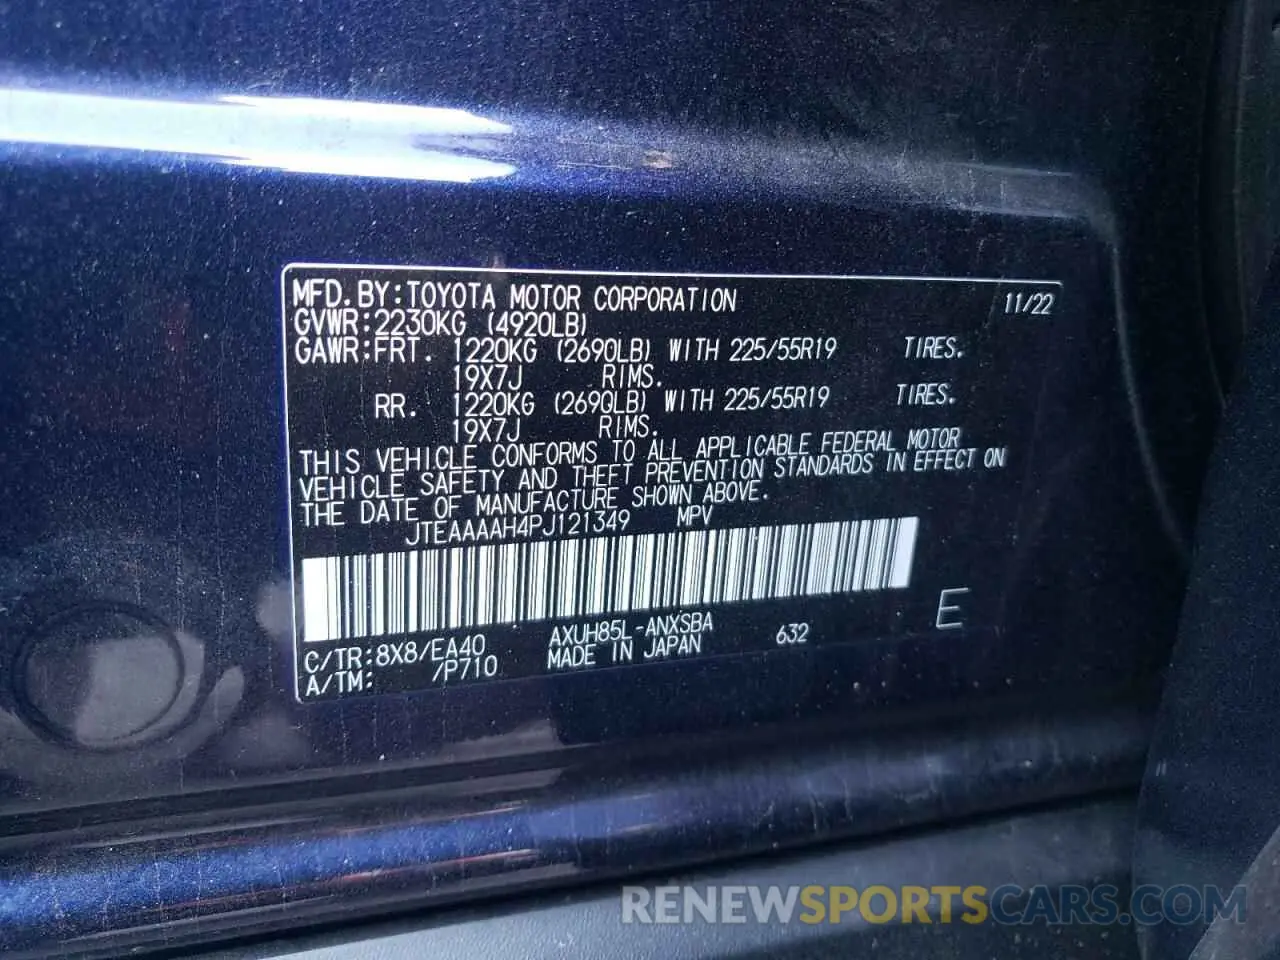 MFD.BY:TOYOTA MOTOR CORPORATION 11/22
GVWR:2230KG (4920LB)
GAWR:FRT. 1220KG (2690LB) WITH 225/55R19 TIRES.
19X7J RIMS.
RR. 1220KG (2690LB) WITH 225/55R19 TIRES.
19X7J RIMS.
THIS VEHICLE CONFORMS TO ALL APPLICABLE FEDERAL MOTOR
VEHICLE SAFETY AND THEFT PREVENTION STANDARDS IN EFFECT ON
THE DATE OF MANUFACTURE SHOWN ABOVE.
JTEAAAAH4PJ121349 MPV
C/TR:8X8/EA40 AXUH85L-ANXSBA 632 E
A/TM: /P710 MADE IN JAPAN
RENEWSPORTSCARS.COM